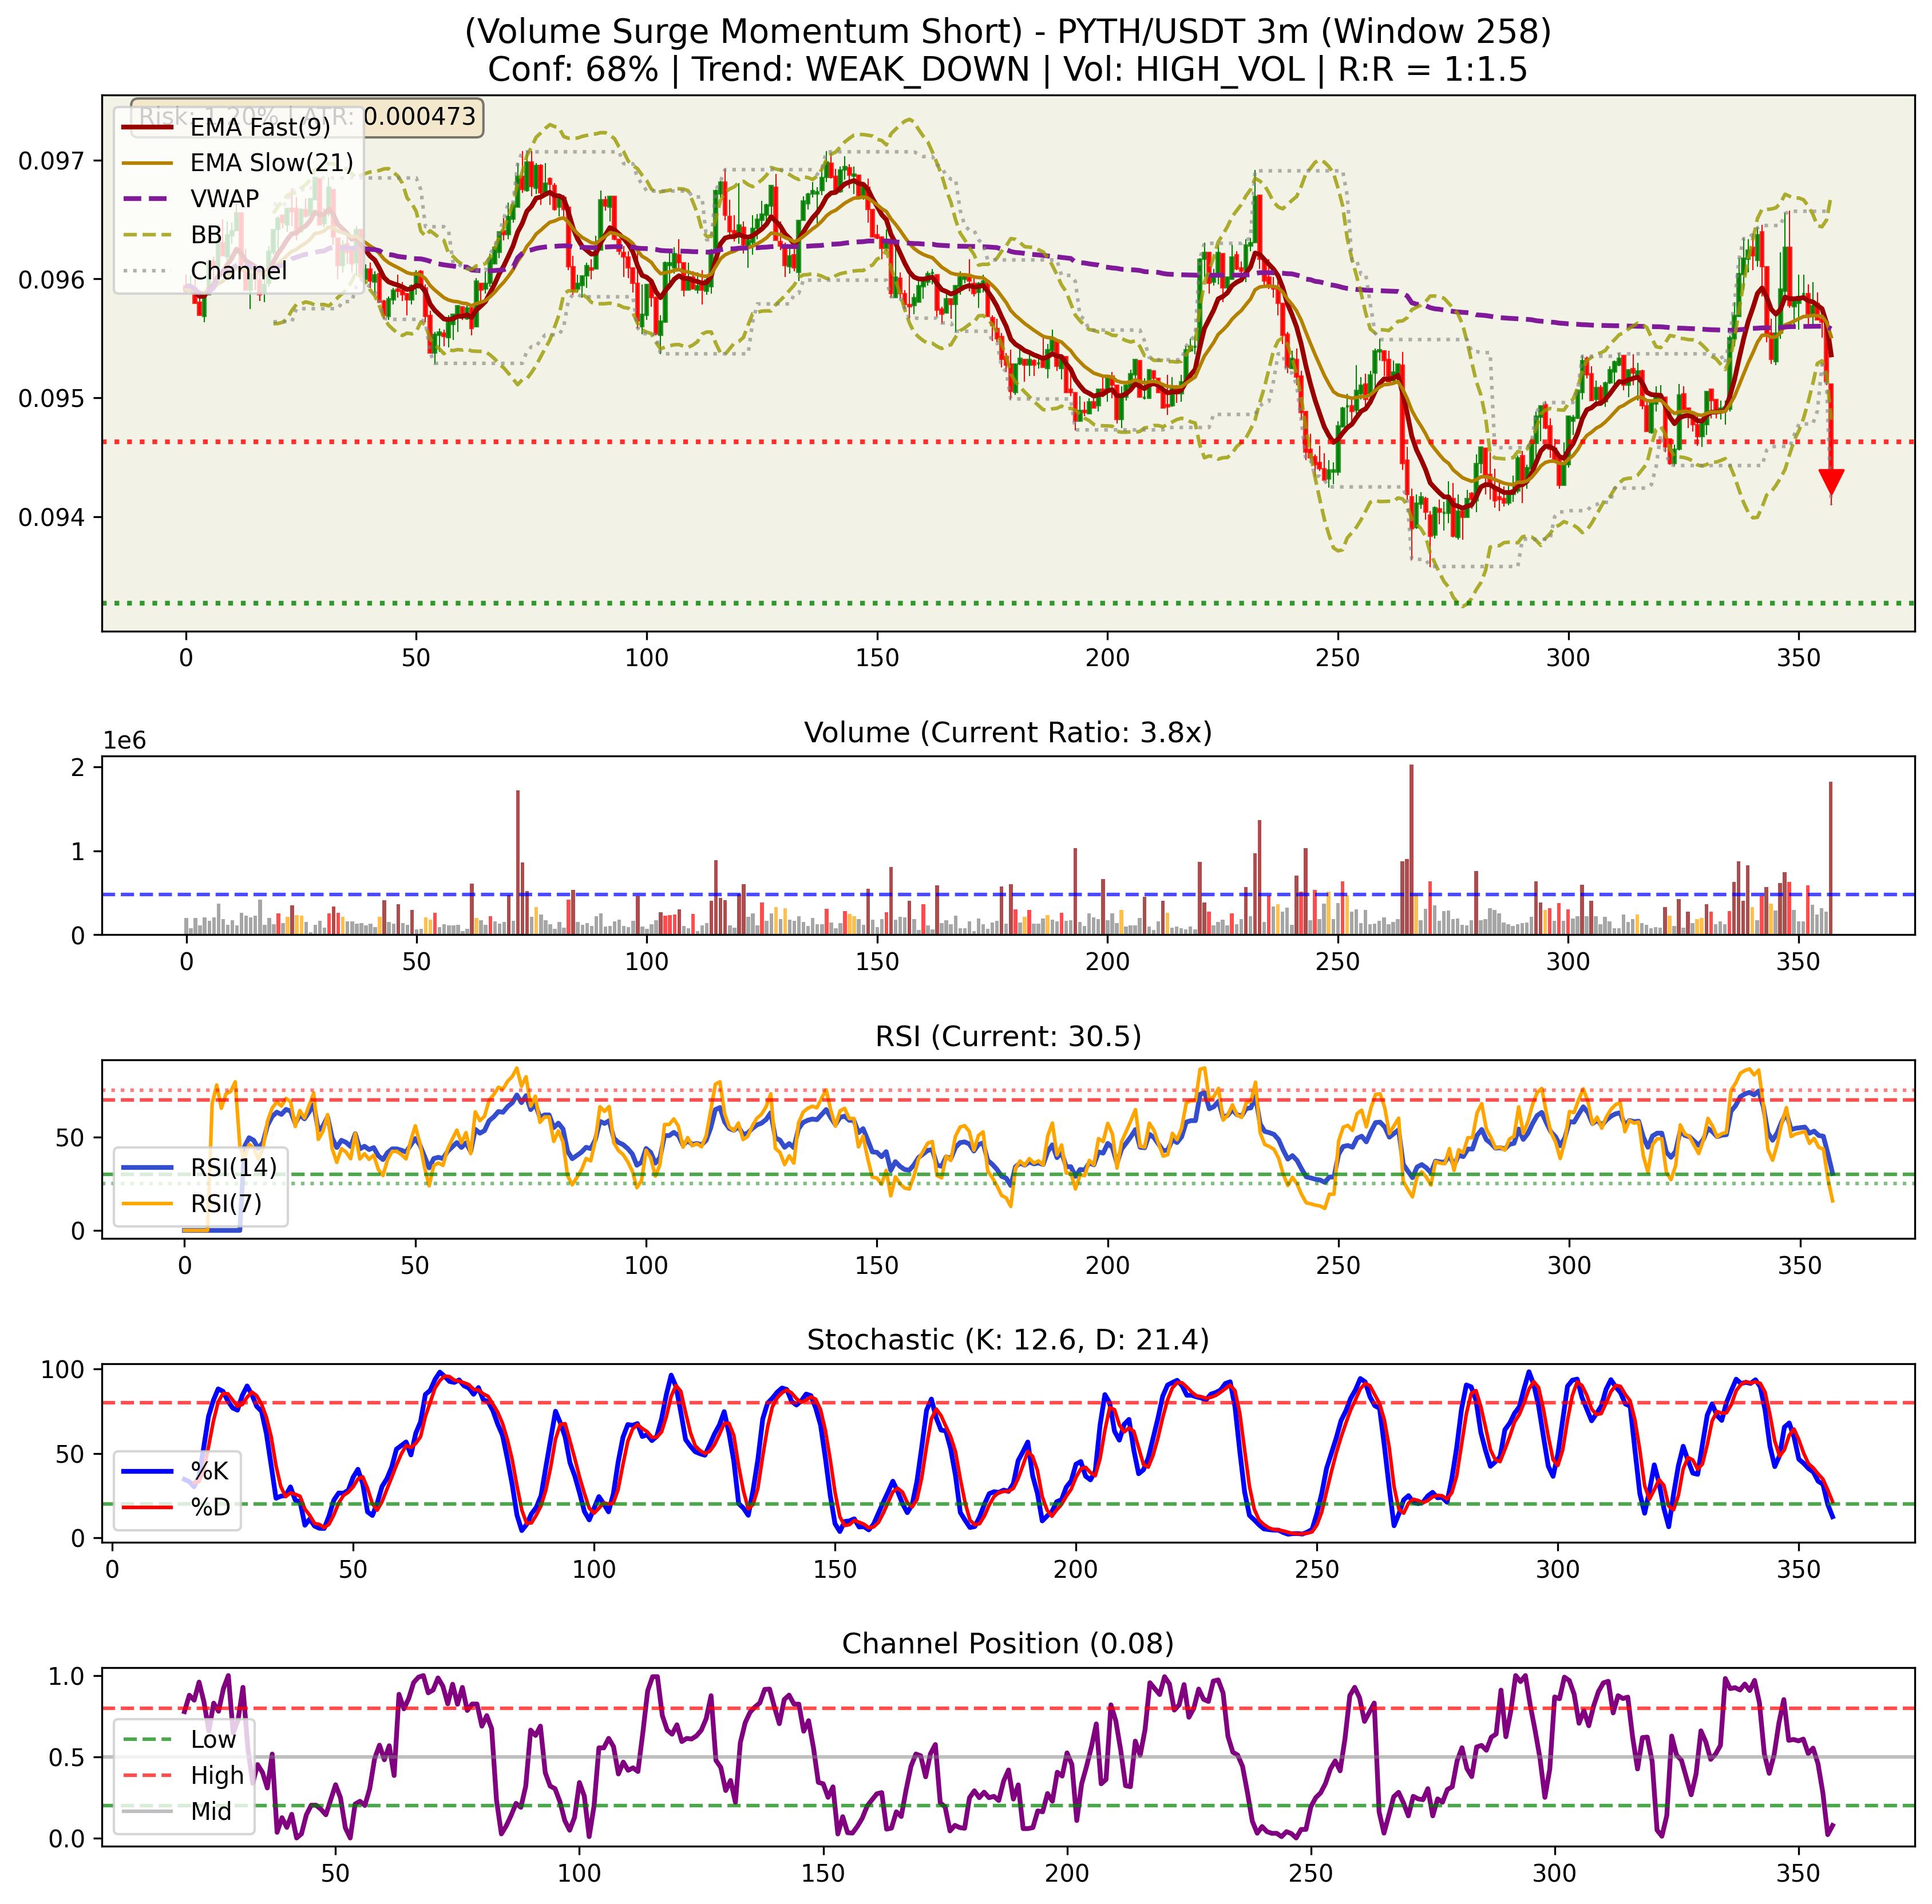 (Volume Surge Momentum Short) - PYTH/USDT 3m (Window 258)
Conf: 68% | Trend: WEAK_DOWN | Vol: HIGH_VOL | R:R = 1:1.5
Risk: 1.20% | ATR: 0.000473
EMA Fast(9)
EMA Slow(21)
VWAP
BB
Channel
0.097
0.096
0.095
0.094
0 50 100 150 200 250 300 350
Volume (Current Ratio: 3.8x)
1e6
2
1
0
0 50 100 150 200 250 300 350
RSI (Current: 30.5)
50
0
RSI(14)
RSI(7)
0 50 100 150 200 250 300 350
Stochastic (K: 12.6, D: 21.4)
100
50
0
%K
%D
0 50 100 150 200 250 300 350
Channel Position (0.08)
1.0
0.5
0.0
Low
High
Mid
50 100 150 200 250 300 350